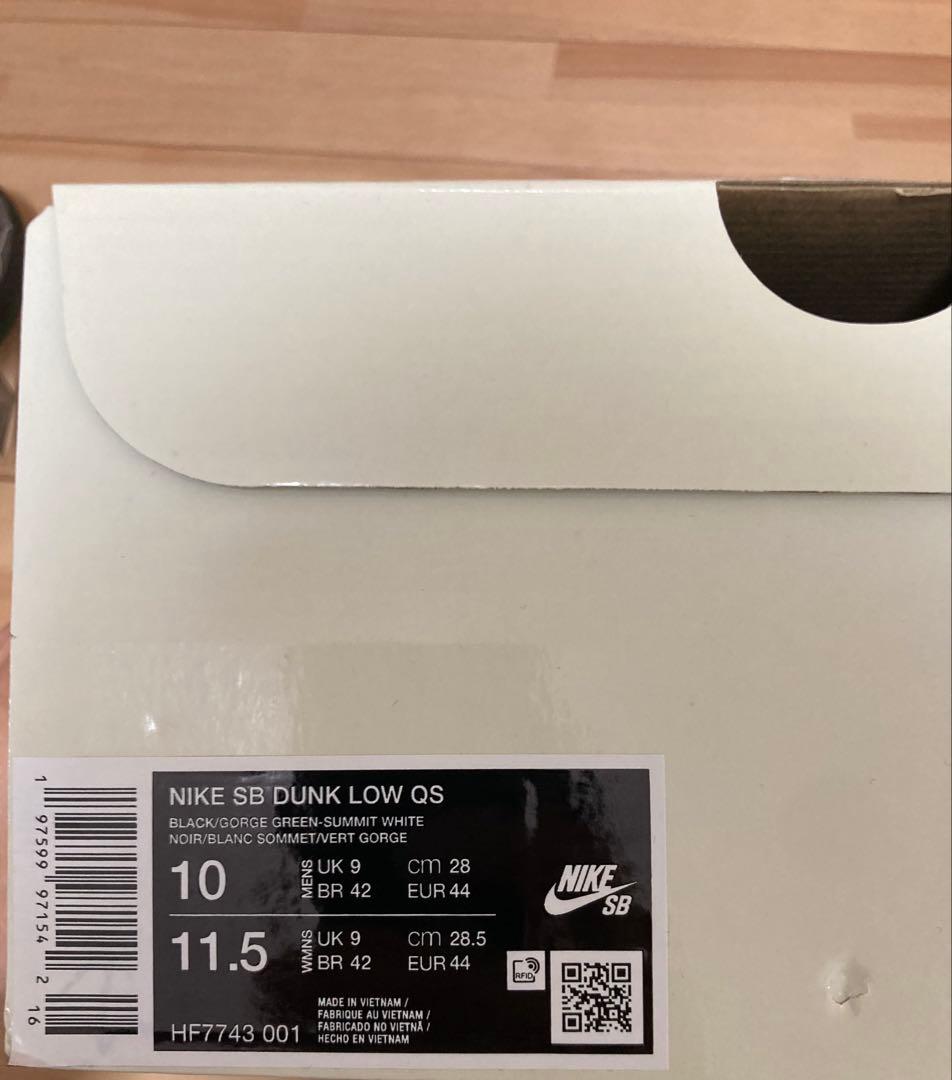 NIKE SB DUNK LOW QS
BLACK/GORGE GREEN-SUMMIT WHITE
NOIR/BLANC SOMMET/VERT GORGE
10 MENS UK 9 cm 28
BR 42 EUR 44
11.5 WMNS UK 9 cm 28.5
BR 42 EUR 44
NIKE
SB
RFID
MADE IN VIETNAM /
FABRIQUE AU VIETNAM /
FABRICADO NO VIETNÃ /
HECHO EN VIETNAM
HF7743 001
1 97599 97154 2 16